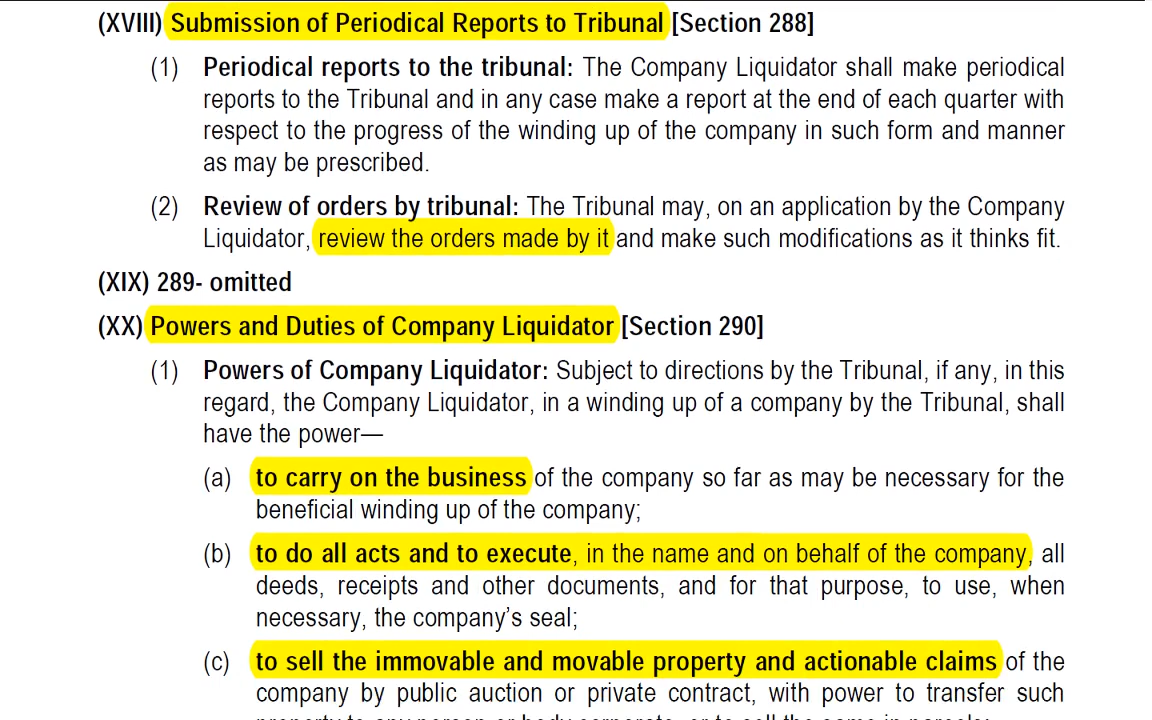 (XVIII) Submission of Periodical Reports to Tribunal [Section 288]
(1) Periodical reports to the tribunal: The Company Liquidator shall make periodical
reports to the Tribunal and in any case make a report at the end of each quarter with
respect to the progress of the winding up of the company in such form and manner
as may be prescribed.
(2) Review of orders by tribunal: The Tribunal may, on an application by the Company
Liquidator, review the orders made by it and make such modifications as it thinks fit.
(XIX) 289- omitted
(XX) Powers and Duties of Company Liquidator [Section 290]
(1) Powers of Company Liquidator: Subject to directions by the Tribunal, if any, in this
regard, the Company Liquidator, in a winding up of a company by the Tribunal, shall
have the power—
(a) to carry on the business of the company so far as may be necessary for the
beneficial winding up of the company;
(b) to do all acts and to execute, in the name and on behalf of the company, all
deeds, receipts and other documents, and for that purpose, to use, when
necessary, the company's seal;
(c) to sell the immovable and movable property and actionable claims of the
company by public auction or private contract, with power to transfer such